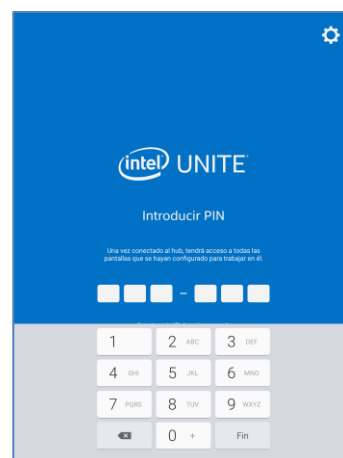 intel UNITE
Introducir PIN
Una vez conectado al hub, tendrá acceso a todas las
pantallas que se hayan configurado para trabajar en él.
-
1 2 ABC 3 DEF
4 GHI 5 JKL 6 MNO
7 PQRS 8 TUV 9 WXYZ
0 + Fin